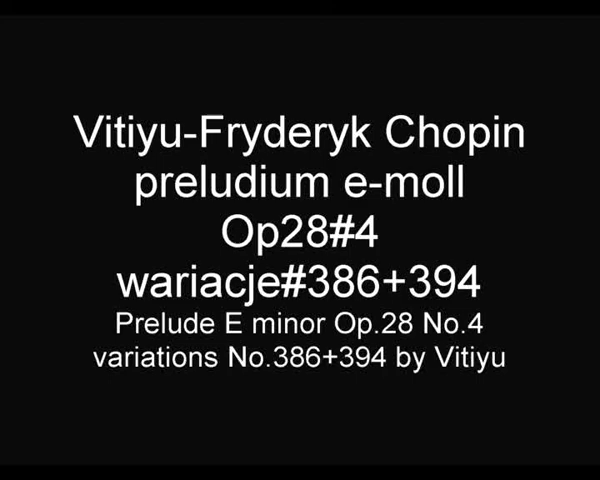 Vitiyu-Fryderyk Chopin
preludium e-moll
Op28#4
wariacje#386+394
Prelude E minor Op.28 No.4
variations No.386+394 by Vitiyu